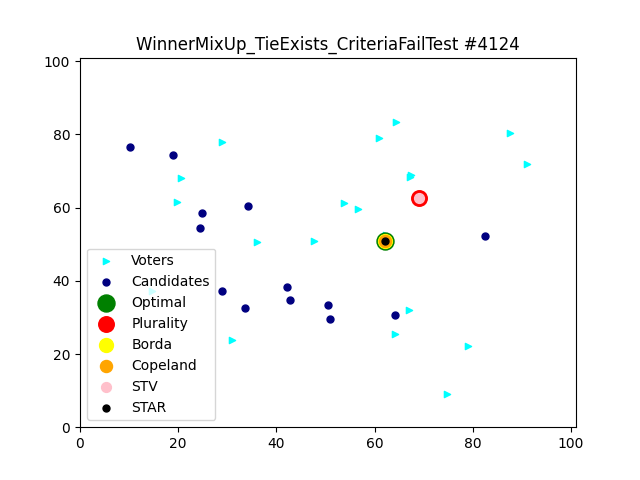 WinnerMixUp_TieExists_CriteriaFailTest #4124
100
80
60
40
20
0
Voters
Candidates
Optimal
Plurality
Borda
Copeland
STV
STAR
0 20 40 60 80 100